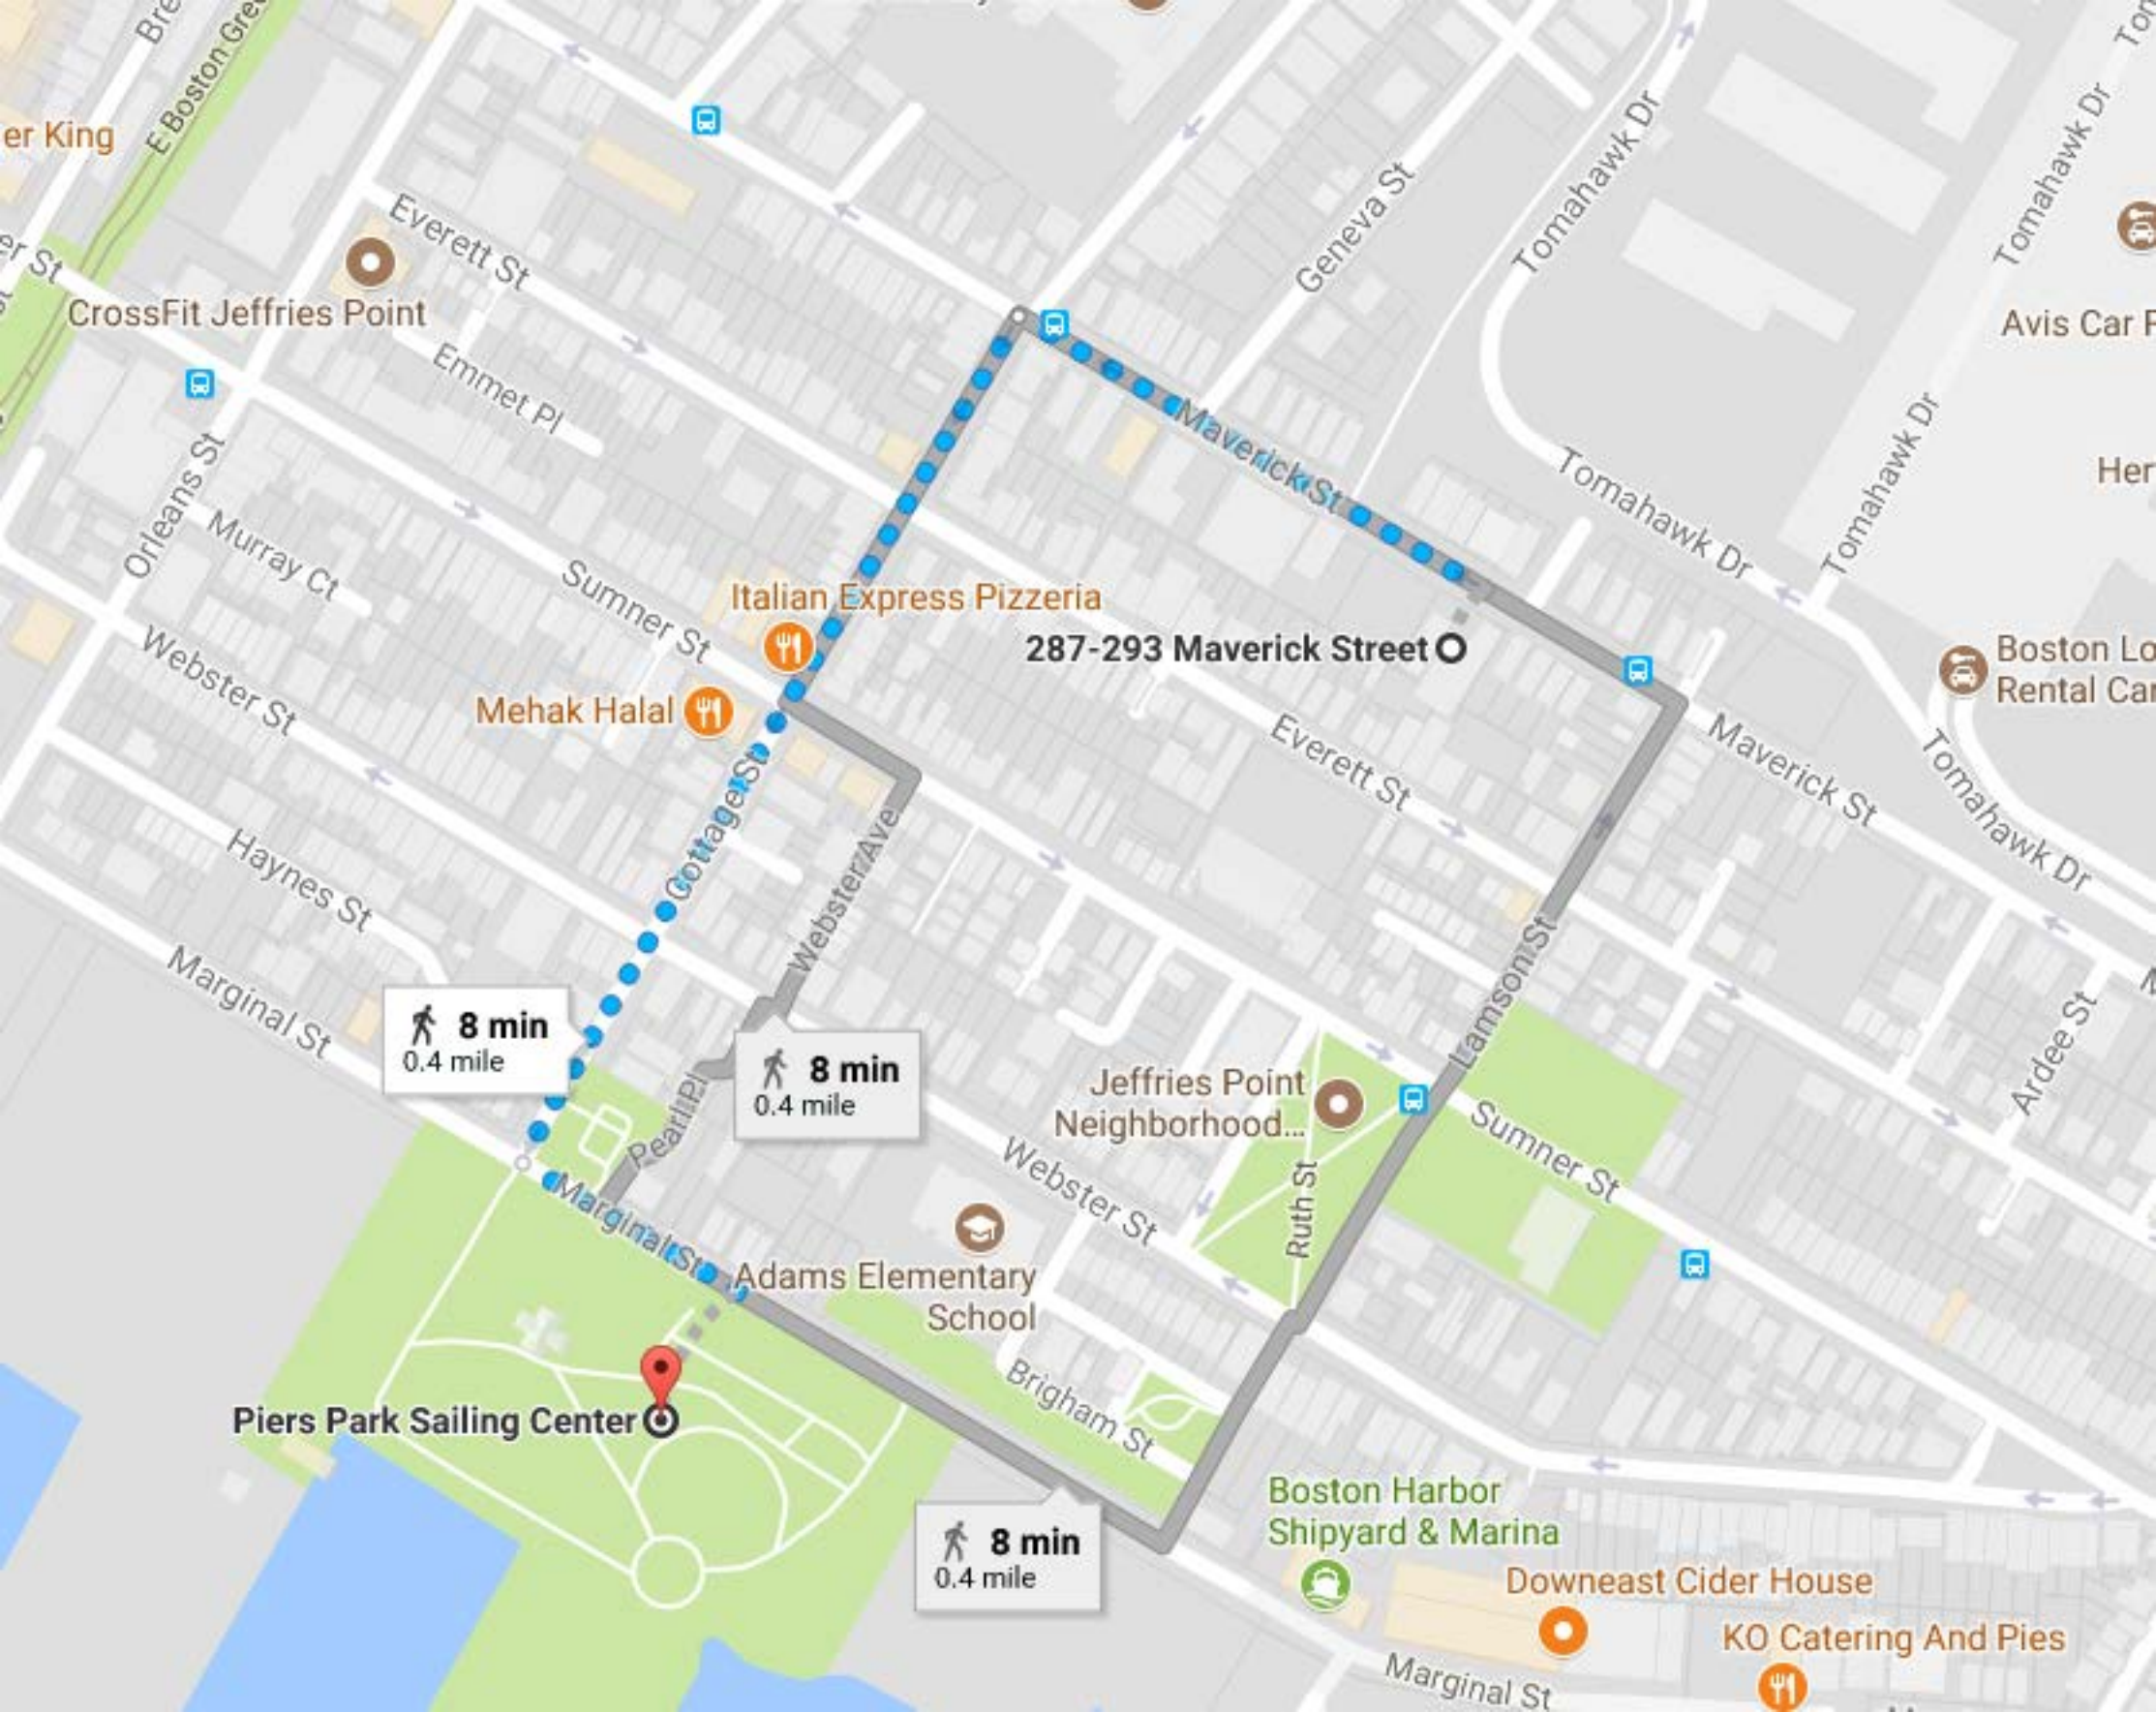 E Boston Gree
er King
Tomahawk Dr
Tomahawk Dr
Geneva St
Everett St
er St
CrossFit Jeffries Point
Avis Car
Emmet Pl
Maverick St
Orleans St
Tomahawk Dr
Tomahawk Dr
Her
Murray Ct
Sumner St
Italian Express Pizzeria
287-293 Maverick Street
Boston Lo
Rental Car
Webster St
Mehak Halal
Everett St
Maverick St
Tomahawk Dr
Cottage St
Webster Ave
Haynes St
Marginal St
Lamson St
8 min
0.4 mile
8 min
0.4 mile
Pearl Pl
Jeffries Point
Neighborhood...
Ardee St
Sumner St
Webster St
Ruth St
Marginal St
Adams Elementary
School
Brigham St
Piers Park Sailing Center
8 min
0.4 mile
Boston Harbor
Shipyard & Marina
Downeast Cider House
KO Catering And Pies
Marginal St